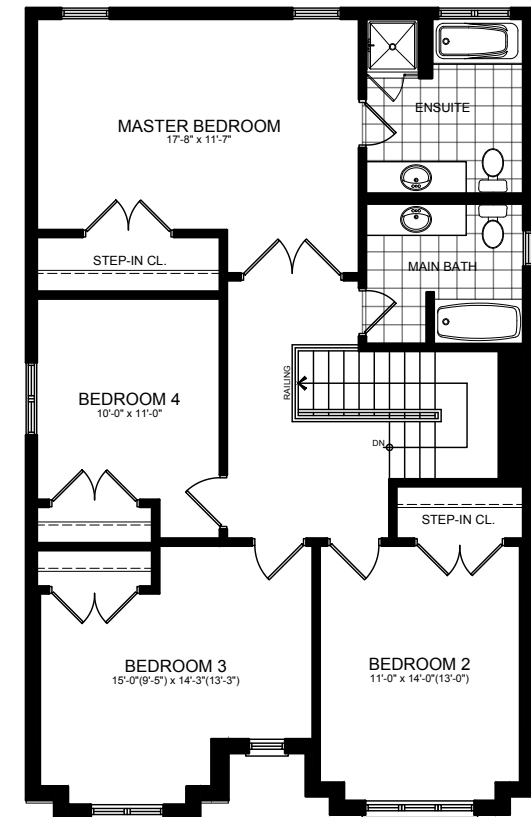 ENSUITE
MASTER BEDROOM
17'-8" x 11'-7"
STEP-IN CL.
MAIN BATH
RAILING
BEDROOM 4
10'-0" x 11'-0"
DN
STEP-IN CL.
BEDROOM 3
15'-0"(9'-5") x 14'-3"(13'-3")
BEDROOM 2
11'-0" x 14'-0"(13'-0")